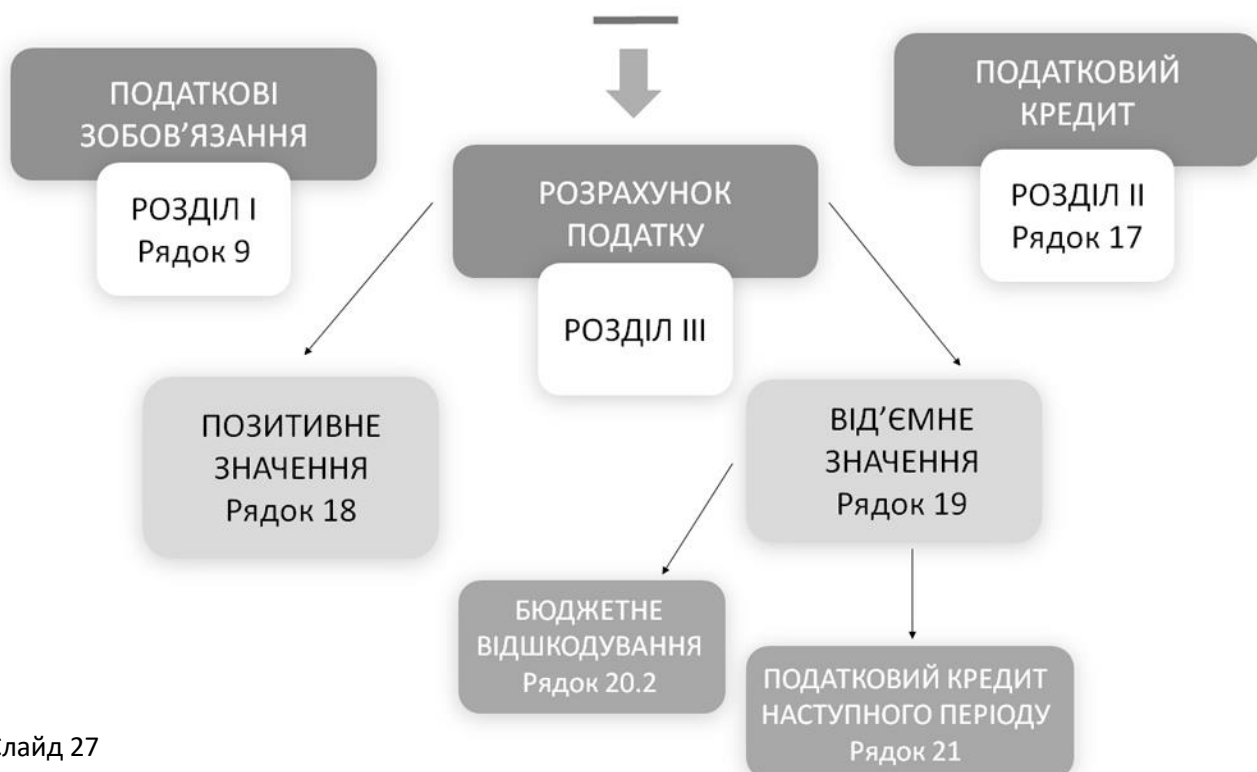 ПОДАТКОВІ
ЗОБОВ’ЯЗАННЯ
РОЗДІЛ І
Рядок 9
РОЗРАХУНОК
ПОДАТКУ
РОЗДІЛ ІІІ
ПОДАТКОВИЙ
КРЕДИТ
РОЗДІЛ ІІ
Рядок 17
ПОЗИТИВНЕ
ЗНАЧЕННЯ
Рядок 18
ВІД’ЄМНЕ
ЗНАЧЕННЯ
Рядок 19
БЮДЖЕТНЕ
ВІДШКОДУВАННЯ
Рядок 20.2
ПОДАТКОВИЙ КРЕДИТ
НАСТУПНОГО ПЕРІОДУ
Рядок 21
Слайд 27